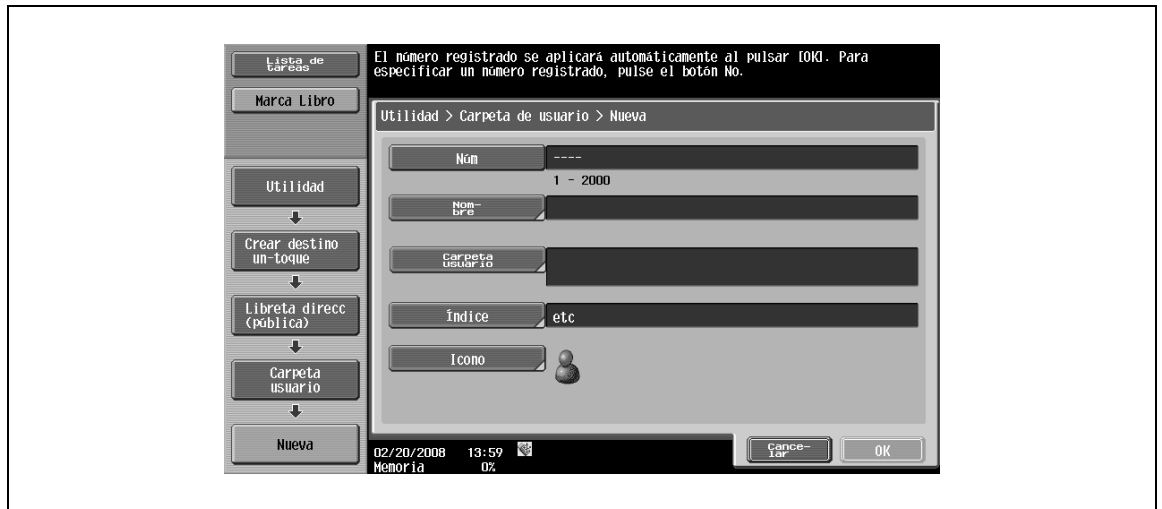 Lista de
tareas
Marca Libro
El número registrado se aplicará automáticamente al pulsar [OK]. Para
especificar un número registrado, pulse el botón No.
Utilidad > Carpeta de usuario > Nueva
Núm
----
1 - 2000
Nom-
bre
Carpeta
usuario
Índice
etc
Icono
Utilidad
Crear destino
un-toque
Libreta direcc
(pública)
Carpeta
usuario
Nueva
02/20/2008 13:59
Memoria 0%
Cance-
lar
OK